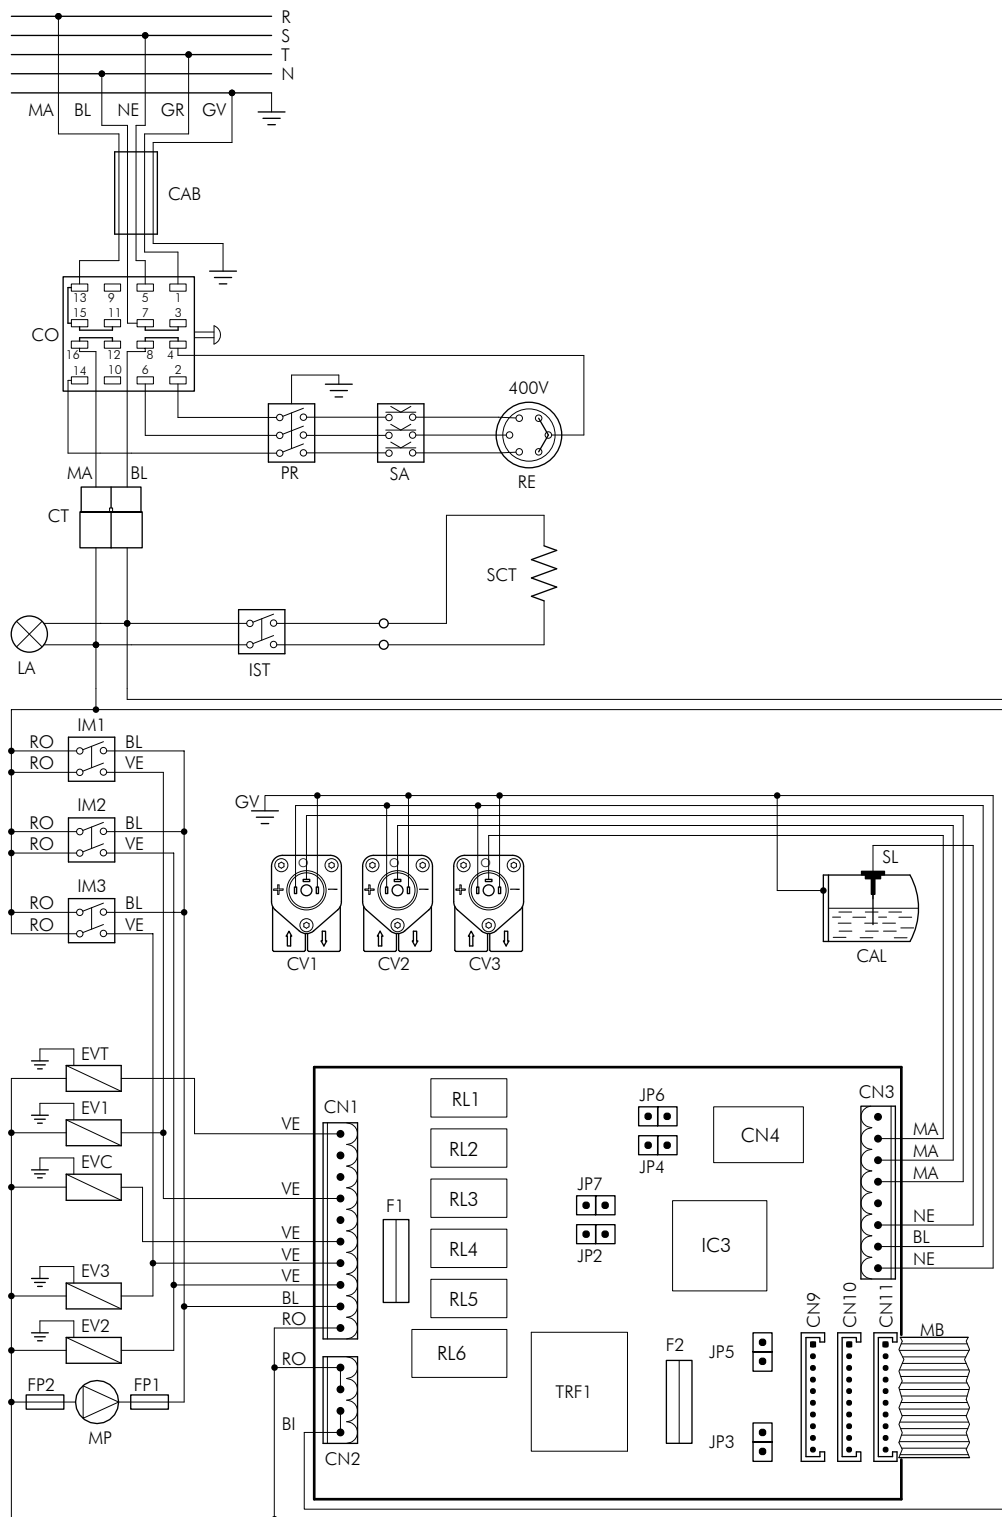 R
S
T
N
MA BL NE GR GV
CAB
13 9 5 1
15 11 7 3
CO
16 12 8 4
14 10 6 2
400V
PR SA RE
MA BL
CT
SCT
LA IST
IM1
RO BL
RO VE
IM2
RO BL
RO VE
IM3
RO BL
RO VE
GV
+ − + − + −
CV1 CV2 CV3
SL
CAL
EVT
EV1
EVC
EV3
EV2
FP2 FP1
MP
CN1
VE
VE
VE
VE
VE
BL
RO
RO
BI
CN2
F1
RL1
RL2
RL3
RL4
RL5
RL6
JP6
JP4
JP7
JP2
CN4
IC3
TRF1
F2
JP5
JP3
CN3
MA
MA
MA
NE
BL
NE
CN9 CN10 CN11
MB